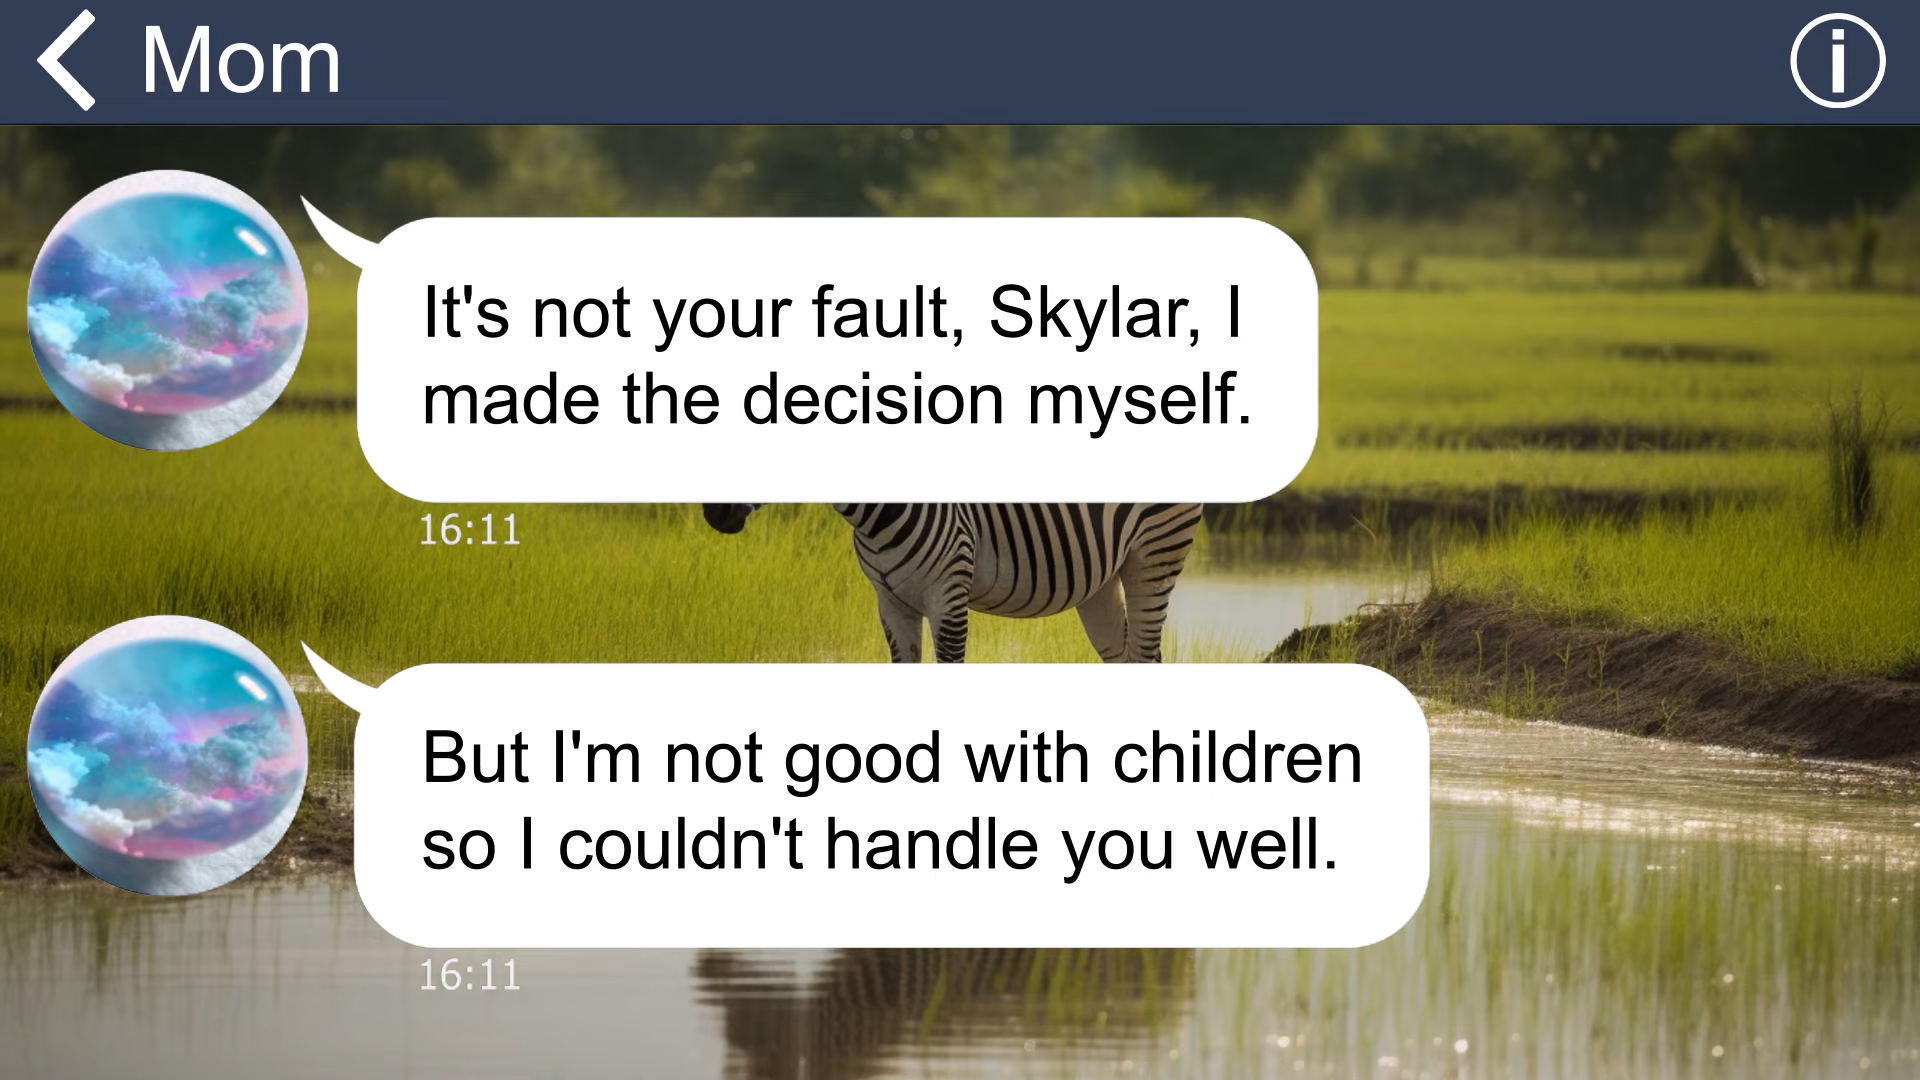 Mom
It's not your fault, Skylar, I
made the decision myself.
16:11
But I'm not good with children
so I couldn't handle you well.
16:11